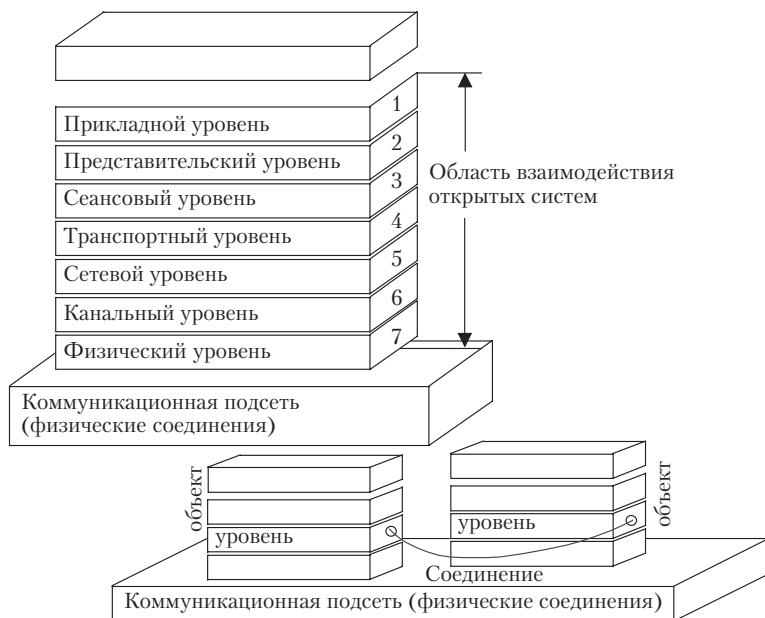 1
Прикладной уровень
2
Представительский уровень
3
Сеансовый уровень
4
Транспортный уровень
5
Сетевой уровень
6
Канальный уровень
7
Физический уровень
Область взаимодействия
открытых систем
Коммуникационная подсеть
(физические соединения)
объект
уровень
уровень
объект
Соединение
Коммуникационная подсеть (физические соединения)